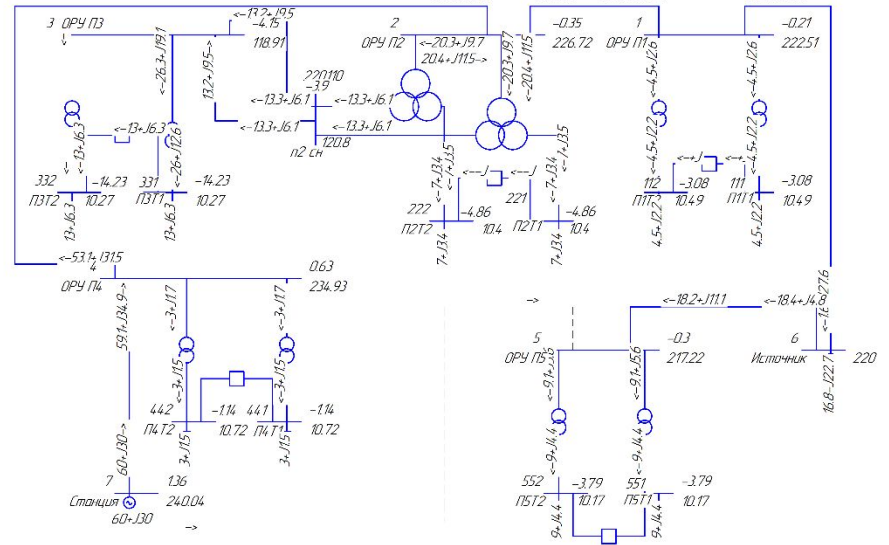 3 ОРУ П3
-4.15
118.91
<-13.2+J9.5
<-26.3+J19.1
13.2+J9.5->
2
ОРУ П2
-0.35
226.72
<-20.3+J9.7
20.4+J11.5->
<-20.3+J9.7
<-20.4+J11.5
1
ОРУ П1
-0.21
222.51
<-4.5+J2.6
<-4.5+J2.6
220110
-3.9
<-13.3+J6.1
<-13.3+J6.1
<-13.3+J6.1
<-13.3+J6.1
120.8
п2 сн
<-13+J6.3
<-13+J6.3
<-26+J12.6
<-4.5+J2.2
<-4.5+J2.2
<-7+J3.4
<-7+J3.5
<--J
<--J
<-7+J3.4
<-7+J3.5
332
П3Т2
-14.23
10.27
331
П3Т1
-14.23
10.27
13+J6.3
13+J6.3
222
П2Т2
-4.86
10.4
221
П2Т1
-4.86
10.4
7+J3.4
7+J3.4
112
П1Т2
-3.08
10.49
111
П1Т1
-3.08
10.49
4.5+J2.2
4.5+J2.2
<-53.1+J31.5
4
ОРУ П4
0.63
234.93
59.1+J34.9->
<-3+J1.7
<-3+J1.7
<-3+J1.5
<-3+J1.5
442
П4Т2
-1.14
10.72
441
П4Т1
-1.14
10.72
3+J1.5
3+J1.5
60+J30->
7
Станция
1.36
240.04
60+J30
->
->
<-18.2+J11.1
<-18.4+J4.8
5
ОРУ П5
-0.3
217.22
<-9.1+J5.6
<-9.1+J5.6
6
Источник
220
16.8-J22.7
<-9+J4.4
<-9+J4.4
552
П5Т2
-3.79
10.17
551
П5Т1
-3.79
10.17
9+J4.4
9+J4.4